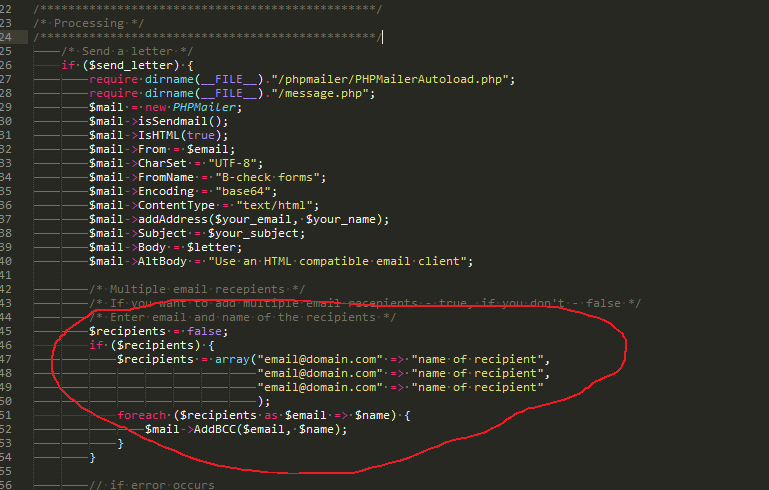 22 /**********************************************/
23 /* Processing */
24 /**********************************************/
25 /* Send a letter */
26 if ($send_letter) {
27 require dirname(__FILE__)."/phpmailer/PHPMailerAutoload.php";
28 require dirname(__FILE__)."/message.php";
29 $mail = new PHPMailer;
30 $mail->isSendmail();
31 $mail->IsHTML(true);
32 $mail->From = $email;
33 $mail->CharSet = "UTF-8";
34 $mail->FromName = "B-check forms";
35 $mail->Encoding = "base64";
36 $mail->ContentType = "text/html";
37 $mail->addAddress($your_email, $your_name);
38 $mail->Subject = $your_subject;
39 $mail->Body = $letter;
40 $mail->AltBody = "Use an HTML compatible email client";
41
42 /* Multiple email recepients */
43 /* If you want to add multiple email recepients - true, if you don't - false */
44 /* Enter email and name of the recipients */
45 $recipients = false;
46 if ($recipients) {
47 $recipients = array("email@domain.com" => "name of recipient",
48 "email@domain.com" => "name of recipient",
49 "email@domain.com" => "name of recipient"
50 );
51 foreach ($recipients as $email => $name) {
52 $mail->AddBCC($email, $name);
53 }
54 }
55
56 // if error occurs